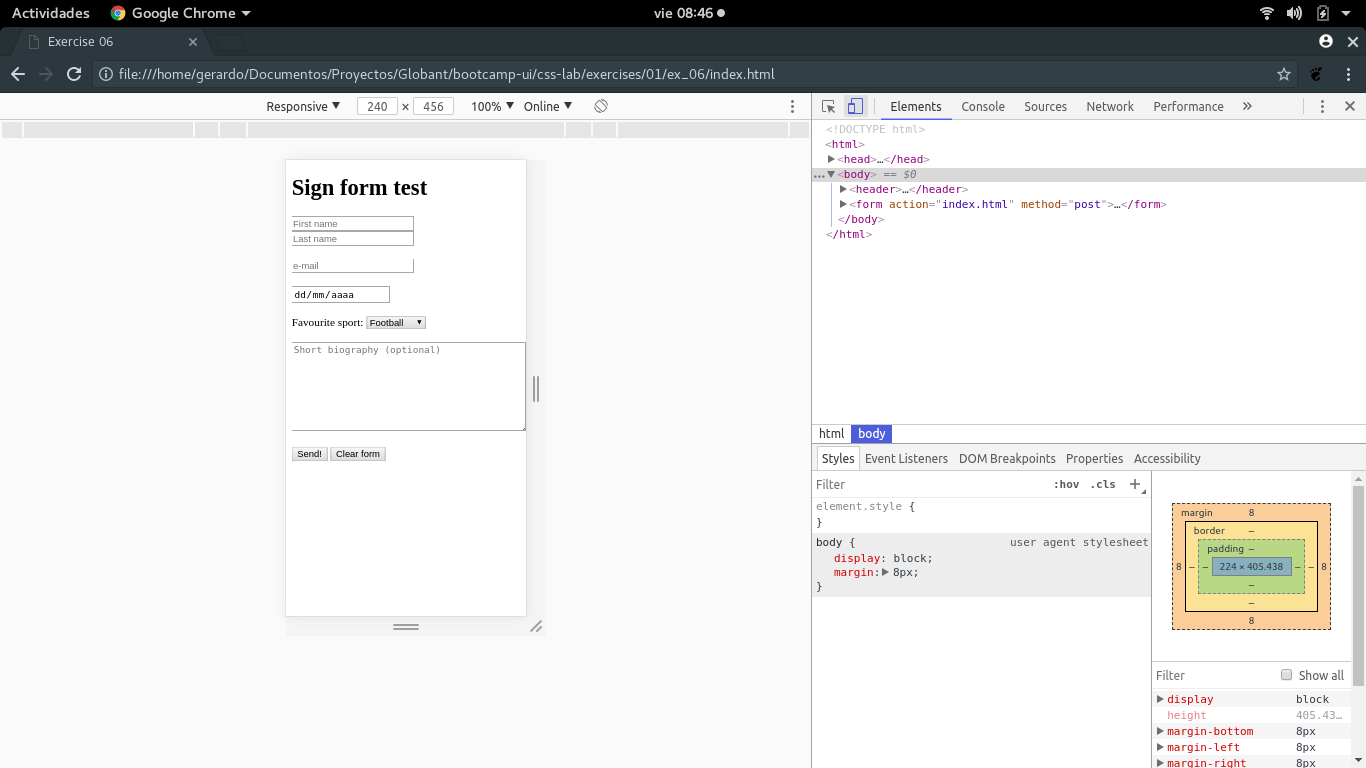 Actividades Google Chrome vie 08:46
Exercise 06
file:///home/gerardo/Documentos/Proyectos/Globant/bootcamp-ui/css-lab/exercises/01/ex_06/index.html
Responsive 240 × 456 100% Online
Elements Console Sources Network Performance »
Sign form test
First name
Last name
e-mail
dd/mm/aaaa
Favourite sport: Football
Short biography (optional)
Send! Clear form
<!DOCTYPE html>
<html>
<head>…</head>
<body> == $0
<header>…</header>
<form action="index.html" method="post">…</form>
</body>
</html>
html body
Styles Event Listeners DOM Breakpoints Properties Accessibility
Filter :hov .cls +
element.style {
}
body { user agent stylesheet
display: block;
margin: 8px;
}
margin 8
border –
padding –
8 – – 224 × 405.438 – – 8
–
–
8
Filter Show all
display block
height 405.43…
margin-bottom 8px
margin-left 8px
margin-right 8px